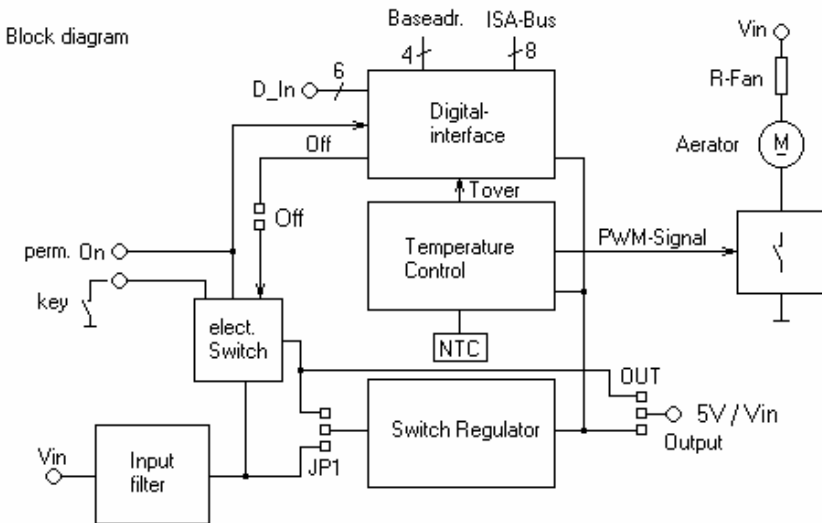 Block diagram
Baseadr.
ISA-Bus
Vin
4
8
6
D_In
R-Fan
Digital-
interface
Off
Aerator
M
Tover
Off
perm. On
Temperature
Control
PWM-Signal
key
elect.
Switch
NTC
OUT
5V / Vin
Switch Regulator
Output
Vin
Input
filter
JP1